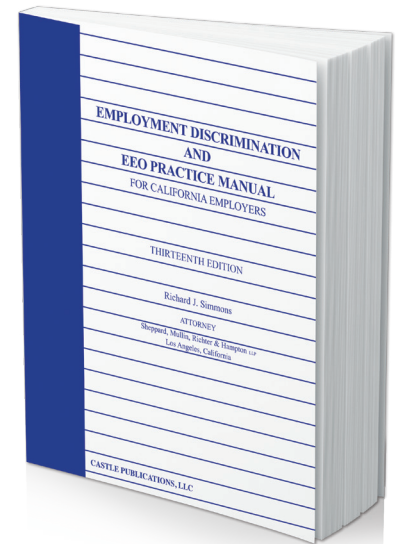 EMPLOYMENT DISCRIMINATION
AND
EEO PRACTICE MANUAL
FOR CALIFORNIA EMPLOYERS
THIRTEENTH EDITION
Richard J. Simmons
ATTORNEY
Sheppard, Mullin, Richter & Hampton LLP
Los Angeles, California
CASTLE PUBLICATIONS, LLC